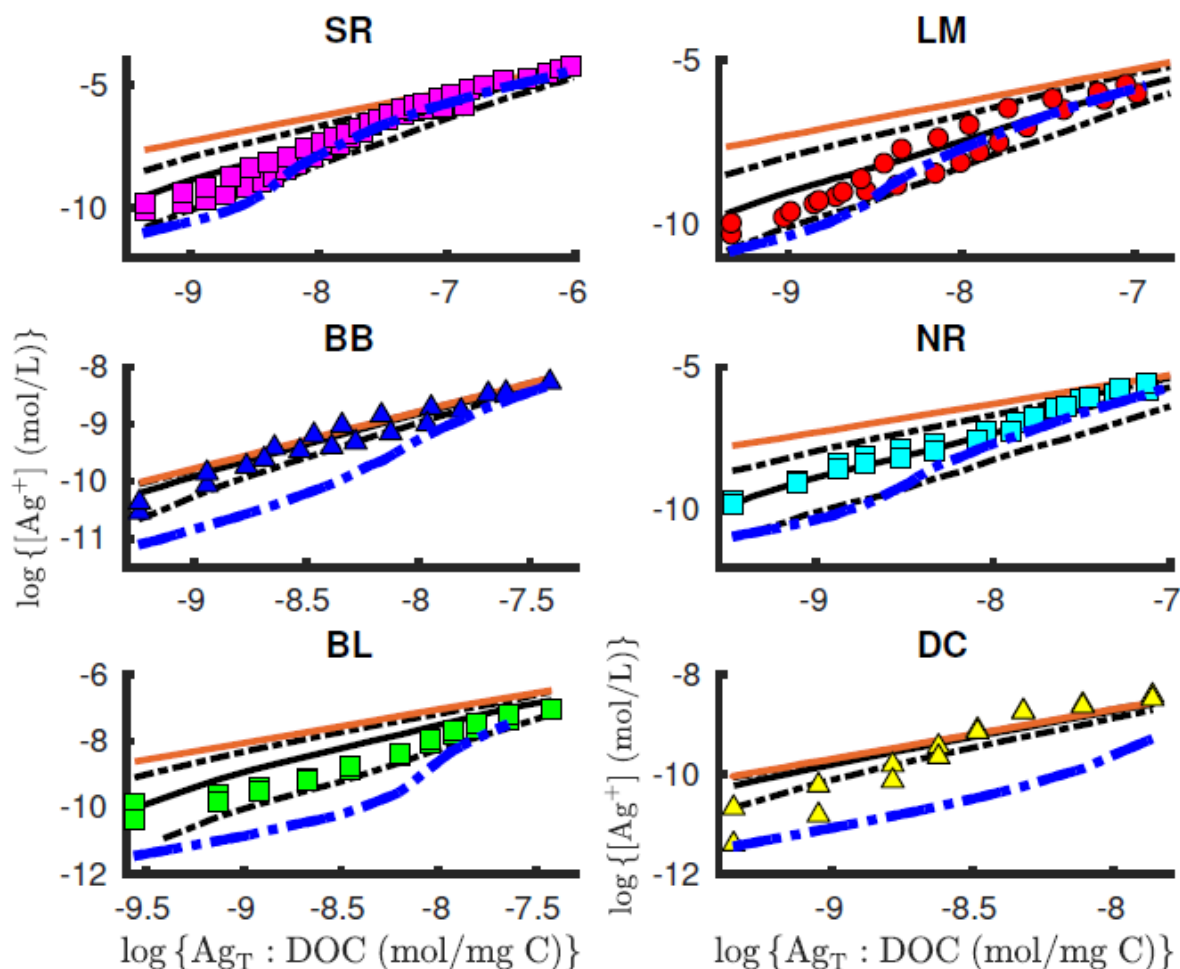 SR
LM
-5
-10
-9 -8 -7 -6
-5
-10
-9 -8 -7
BB
NR
log {[Ag⁺] (mol/L)}
-8
-9
-10
-11
-9 -8.5 -8 -7.5
-5
-10
-9 -8 -7
BL
DC
-6
-8
-10
-12
-9.5 -9 -8.5 -8 -7.5
log {[Ag⁺] (mol/L)}
-8
-10
-12
-9 -8.5 -8
log {Ag_T : DOC (mol/mg C)}
log {Ag_T : DOC (mol/mg C)}